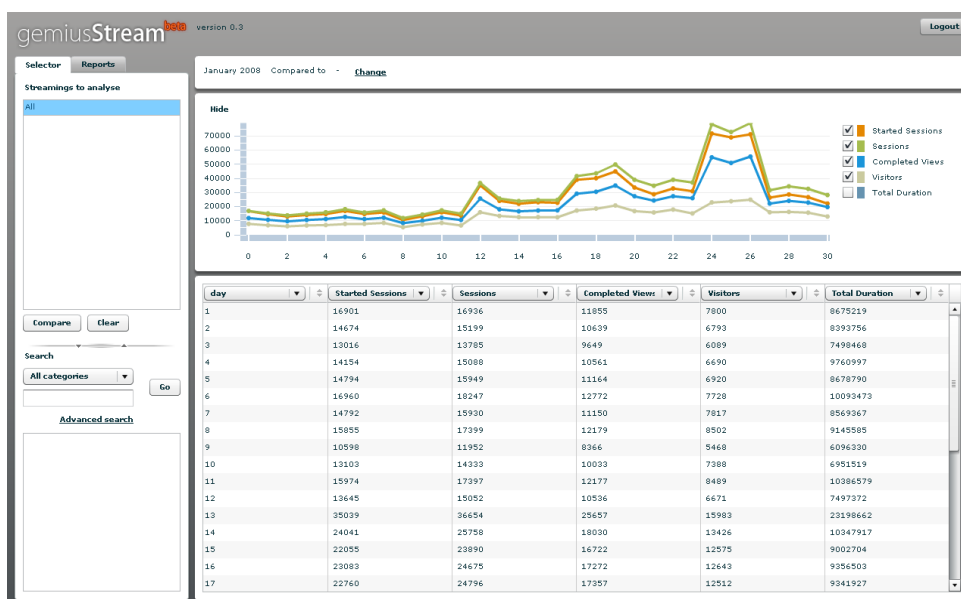 gemiusStream beta version 0.3 Logout
Selector Reports
Streamings to analyse
All
Compare Clear
Search
All categories
Go
Advanced search
January 2008 Compared to - Change
Hide
70000
60000
50000
40000
30000
20000
10000
0
0 2 4 6 8 10 12 14 16 18 20 22 24 26 28 30
Started Sessions
Sessions
Completed Views
Visitors
Total Duration
day Started Sessions Sessions Completed Views Visitors Total Duration
1 16901 16936 11855 7800 8675219
2 14674 15199 10639 6793 8393756
3 13016 13785 9649 6089 7498468
4 14154 15088 10561 6690 9760997
5 14794 15949 11164 6920 8678790
6 16960 18247 12772 7728 10093473
7 14792 15930 11150 7817 8569367
8 15855 17399 12179 8502 9145585
9 10598 11952 8366 5468 6096330
10 13103 14333 10033 7388 6951519
11 15974 17397 12177 8489 10386579
12 13645 15052 10536 6671 7497372
13 35039 36654 25657 15983 23198662
14 24041 25758 18030 13426 10347917
15 22055 23890 16722 12575 9002704
16 23083 24675 17272 12643 9356503
17 22760 24796 17357 12512 9341927